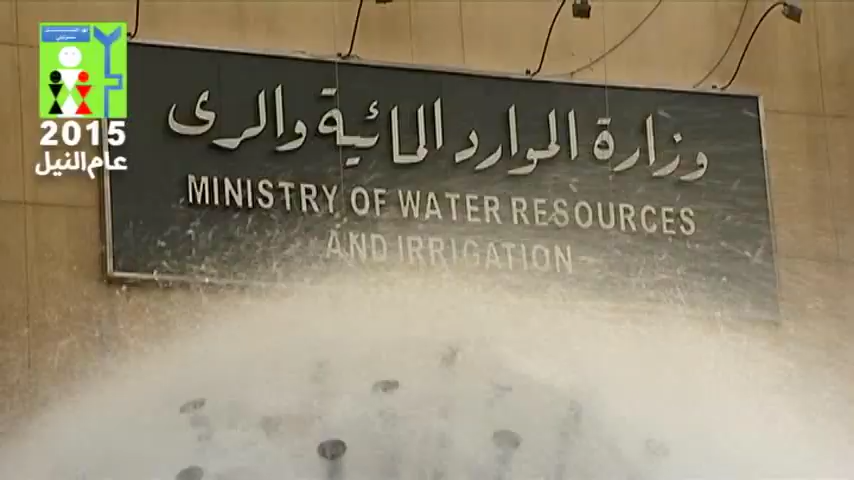 2015
عام النيل
وزارة الموارد المائية والرى
MINISTRY OF WATER RESOURCES
AND IRRIGATION